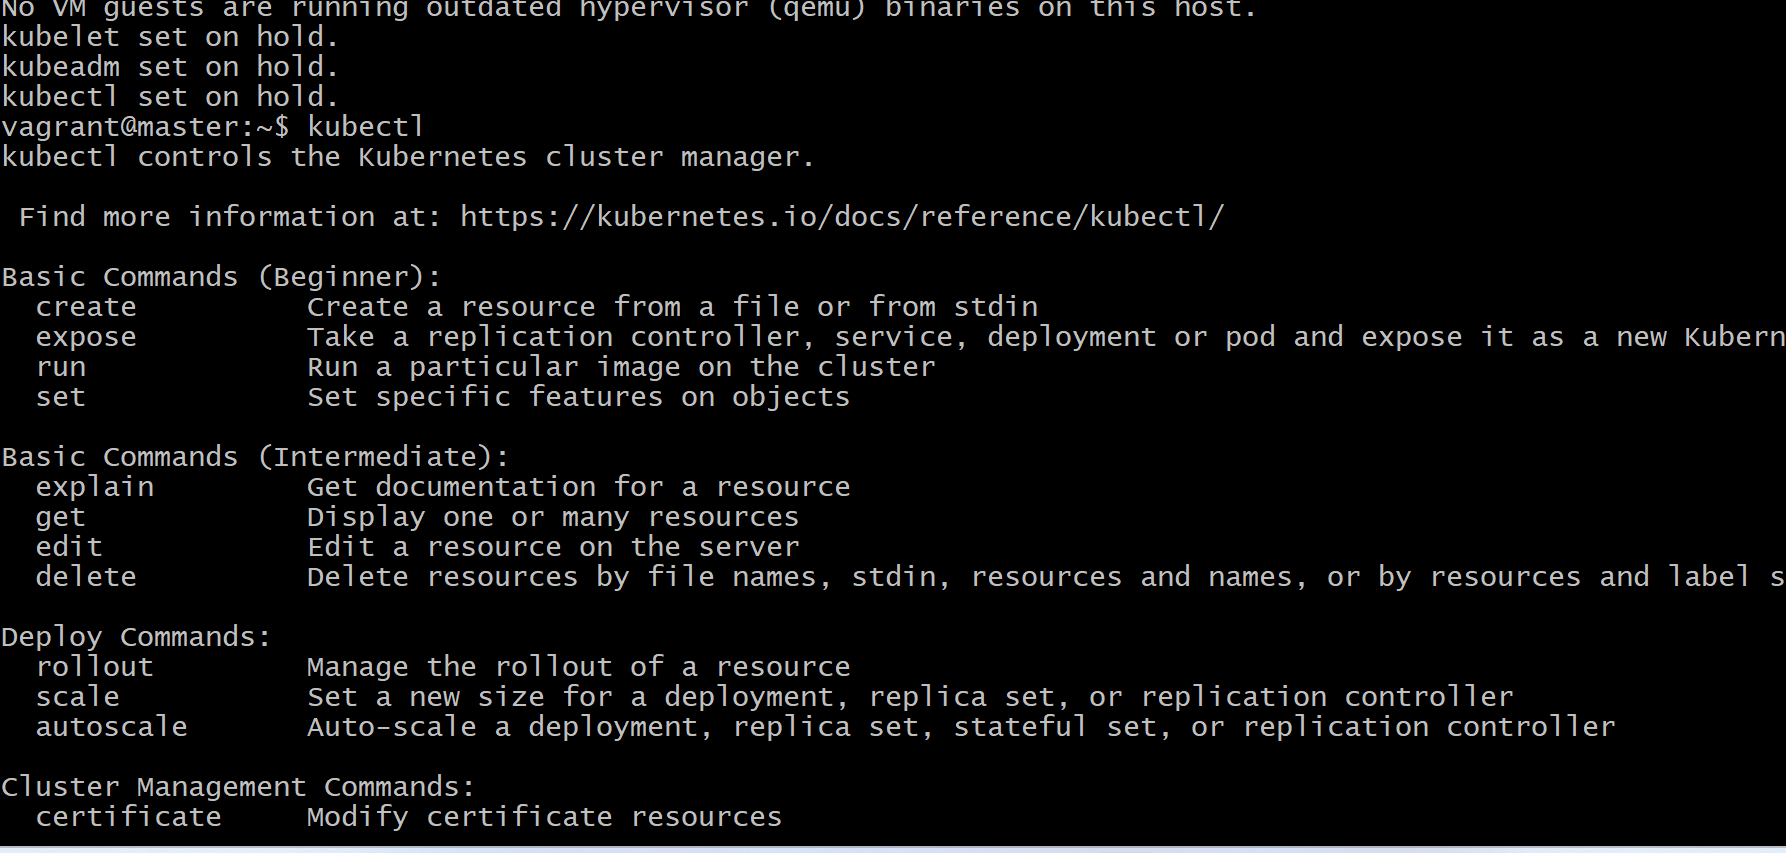 No VM guests are running outdated hypervisor (qemu) binaries on this host.
kubelet set on hold.
kubeadm set on hold.
kubectl set on hold.
vagrant@master:~$ kubectl
kubectl controls the Kubernetes cluster manager.
Find more information at: https://kubernetes.io/docs/reference/kubectl/
Basic Commands (Beginner):
create Create a resource from a file or from stdin
expose Take a replication controller, service, deployment or pod and expose it as a new Kubern
run Run a particular image on the cluster
set Set specific features on objects
Basic Commands (Intermediate):
explain Get documentation for a resource
get Display one or many resources
edit Edit a resource on the server
delete Delete resources by file names, stdin, resources and names, or by resources and label s
Deploy Commands:
rollout Manage the rollout of a resource
scale Set a new size for a deployment, replica set, or replication controller
autoscale Auto-scale a deployment, replica set, stateful set, or replication controller
Cluster Management Commands:
certificate Modify certificate resources